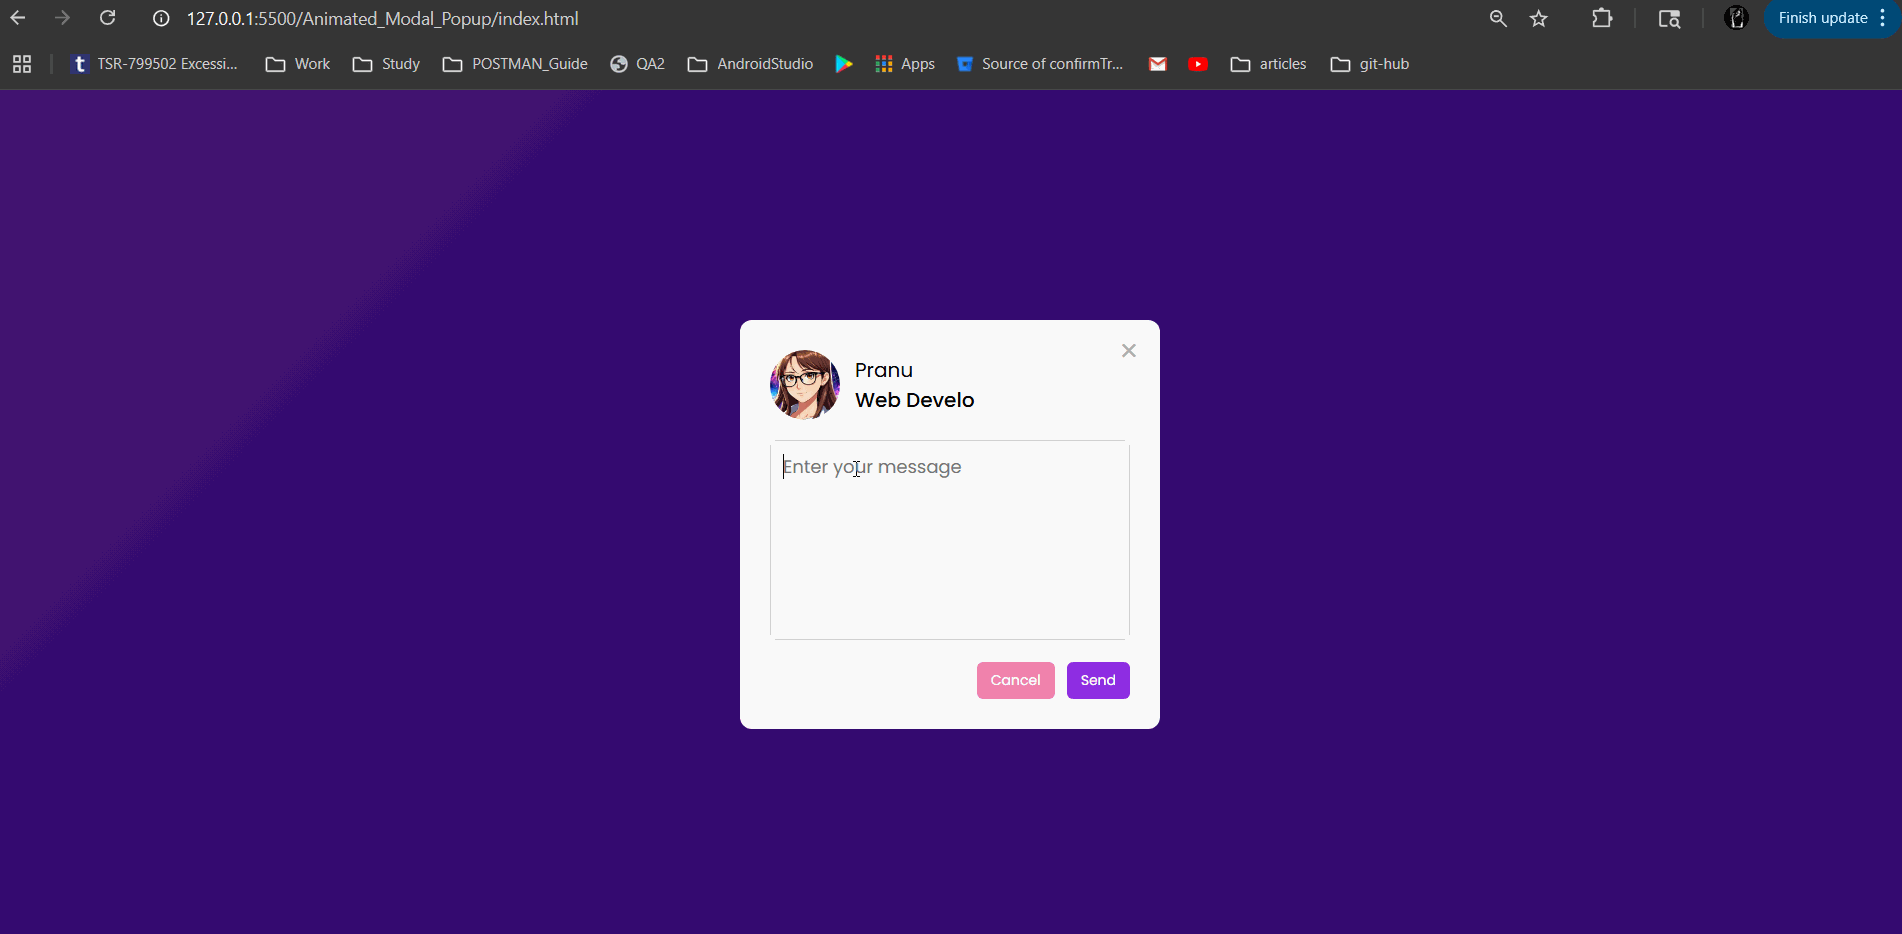 127.0.0.1:5500/Animated_Modal_Popup/index.html
Finish update
t TSR-799502 Excessi... Work Study POSTMAN_Guide QA2 AndroidStudio Apps Source of confirmTr... articles git-hub
Pranu
Web Develo
Enter your message
Cancel Send